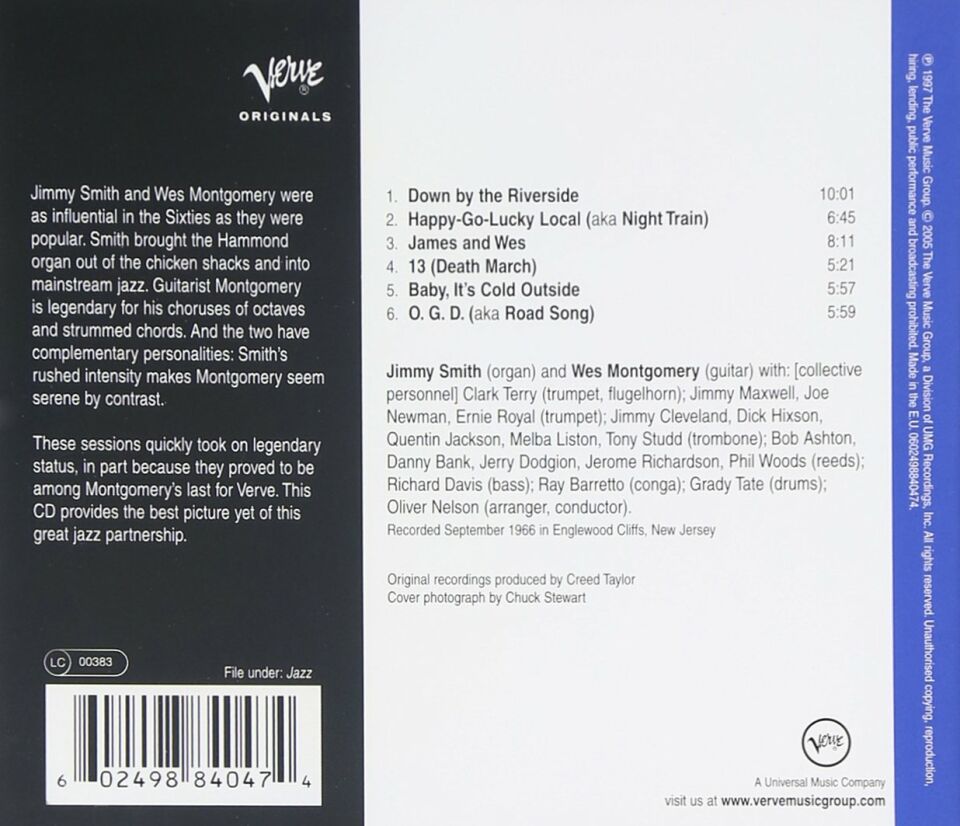 Verve®
ORIGINALS
Jimmy Smith and Wes Montgomery were
as influential in the Sixties as they were
popular. Smith brought the Hammond
organ out of the chicken shacks and into
mainstream jazz. Guitarist Montgomery
is legendary for his choruses of octaves
and strummed chords. And the two have
complementary personalities: Smith's
rushed intensity makes Montgomery seem
serene by contrast.
These sessions quickly took on legendary
status, in part because they proved to be
among Montgomery's last for Verve. This
CD provides the best picture yet of this
great jazz partnership.
LC 00383
File under: Jazz
6 02498 84047 4
1. Down by the Riverside 10:01
2. Happy-Go-Lucky Local (aka Night Train) 6:45
3. James and Wes 8:11
4. 13 (Death March) 5:21
5. Baby, It's Cold Outside 5:57
6. O. G. D. (aka Road Song) 5:59
Jimmy Smith (organ) and Wes Montgomery (guitar) with: [collective
personnel] Clark Terry (trumpet, flugelhorn); Jimmy Maxwell, Joe
Newman, Ernie Royal (trumpet); Jimmy Cleveland, Dick Hixson,
Quentin Jackson, Melba Liston, Tony Studd (trombone); Bob Ashton,
Danny Bank, Jerry Dodgion, Jerome Richardson, Phil Woods (reeds);
Richard Davis (bass); Ray Barretto (conga); Grady Tate (drums);
Oliver Nelson (arranger, conductor).
Recorded September 1966 in Englewood Cliffs, New Jersey
Original recordings produced by Creed Taylor
Cover photograph by Chuck Stewart
Verve
A Universal Music Company
visit us at www.vervemusicgroup.com
℗ 1997 The Verve Music Group. © 2005 The Verve Music Group, a Division of UMG Recordings, Inc. All rights reserved. Unauthorised copying, reproduction,
hiring, lending, public performance and broadcasting prohibited. Made in the E.U. 0602498840474.